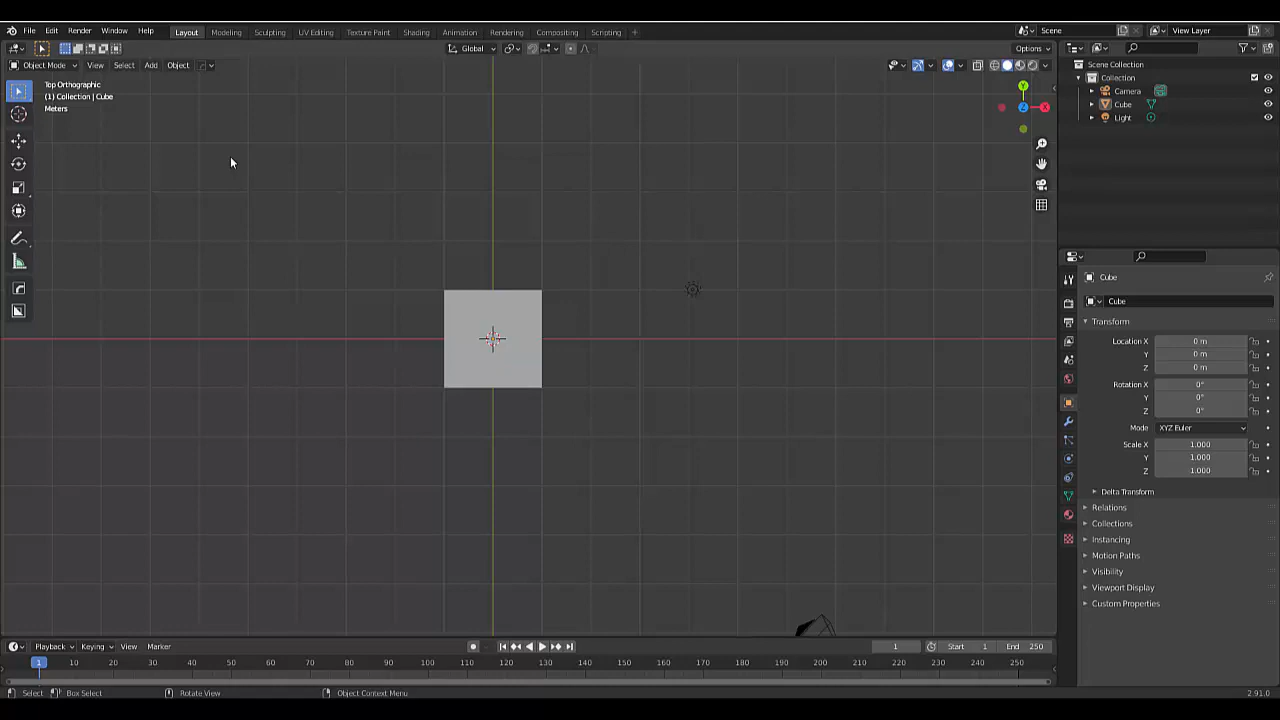 File Edit Render Window Help Layout Modeling Sculpting UV Editing Texture Paint Shading Animation Rendering Compositing Scripting + Scene View Layer
Global Options
Object Mode View Select Add Object
Top Orthographic
(1) Collection | Cube
Meters
Y
Z X
Scene Collection
Collection
Camera
Cube
Light
Cube
Cube
Transform
Location X 0 m
Y 0 m
Z 0 m
Rotation X 0°
Y 0°
Z 0°
Mode XYZ Euler
Scale X 1.000
Y 1.000
Z 1.000
Delta Transform
Relations
Collections
Instancing
Motion Paths
Visibility
Viewport Display
Custom Properties
Playback Keying View Marker 1 Start 1 End 250
1 10 20 30 40 50 60 70 80 90 100 110 120 130 140 150 160 170 180 190 200 210 220 230 240 250
Select Box Select Rotate View Object Context Menu 2.91.0